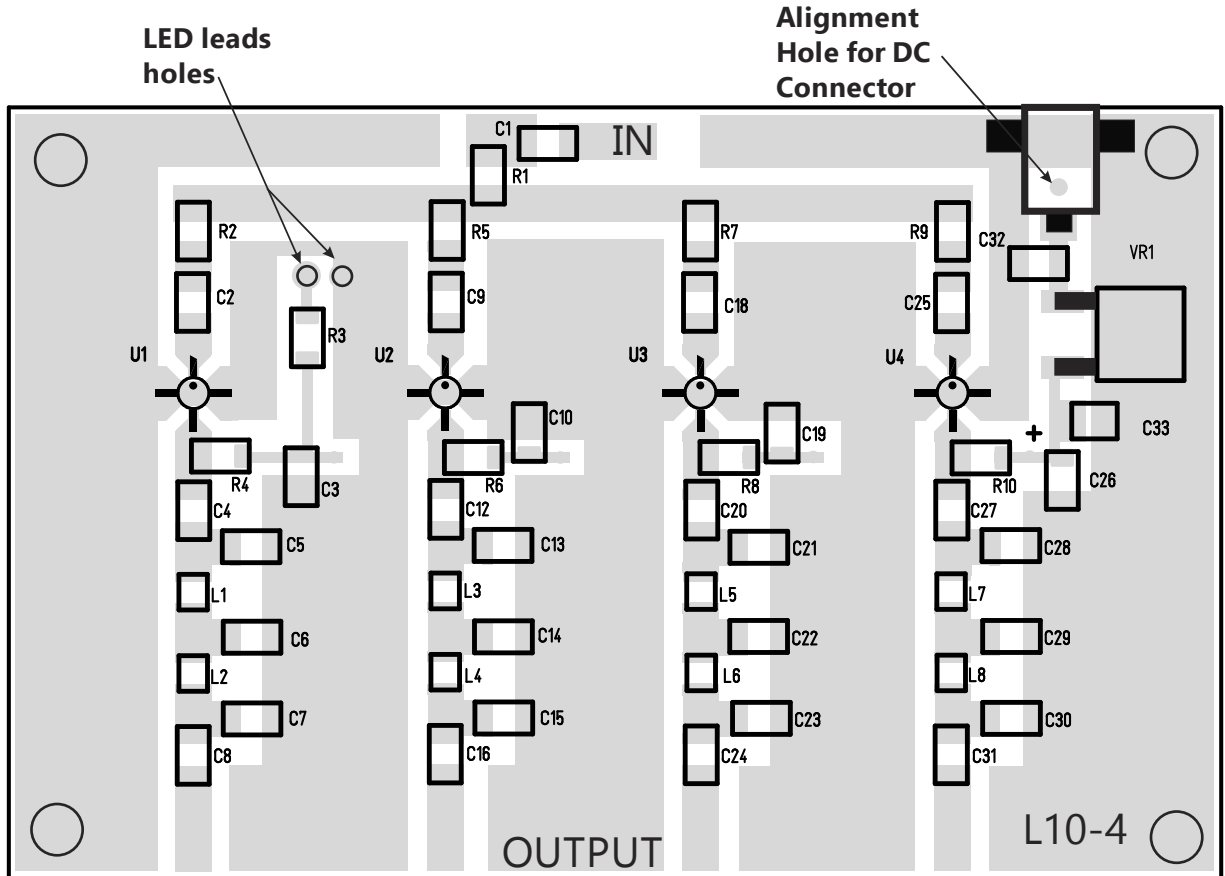 Alignment
Hole for DC
Connector
LED leads
holes
C1
IN
R1
R2
R5
R7
R9
C32
VR1
C2
C9
C18
C25
R3
U1
U2
U3
U4
C10
C19
+
C33
R4
C3
R6
R8
R10
C26
C4
C12
C20
C27
C5
C13
C21
C28
L1
L3
L5
L7
C6
C14
C22
C29
L2
L4
L6
L8
C7
C15
C23
C30
C8
C16
C24
C31
OUTPUT
L10-4